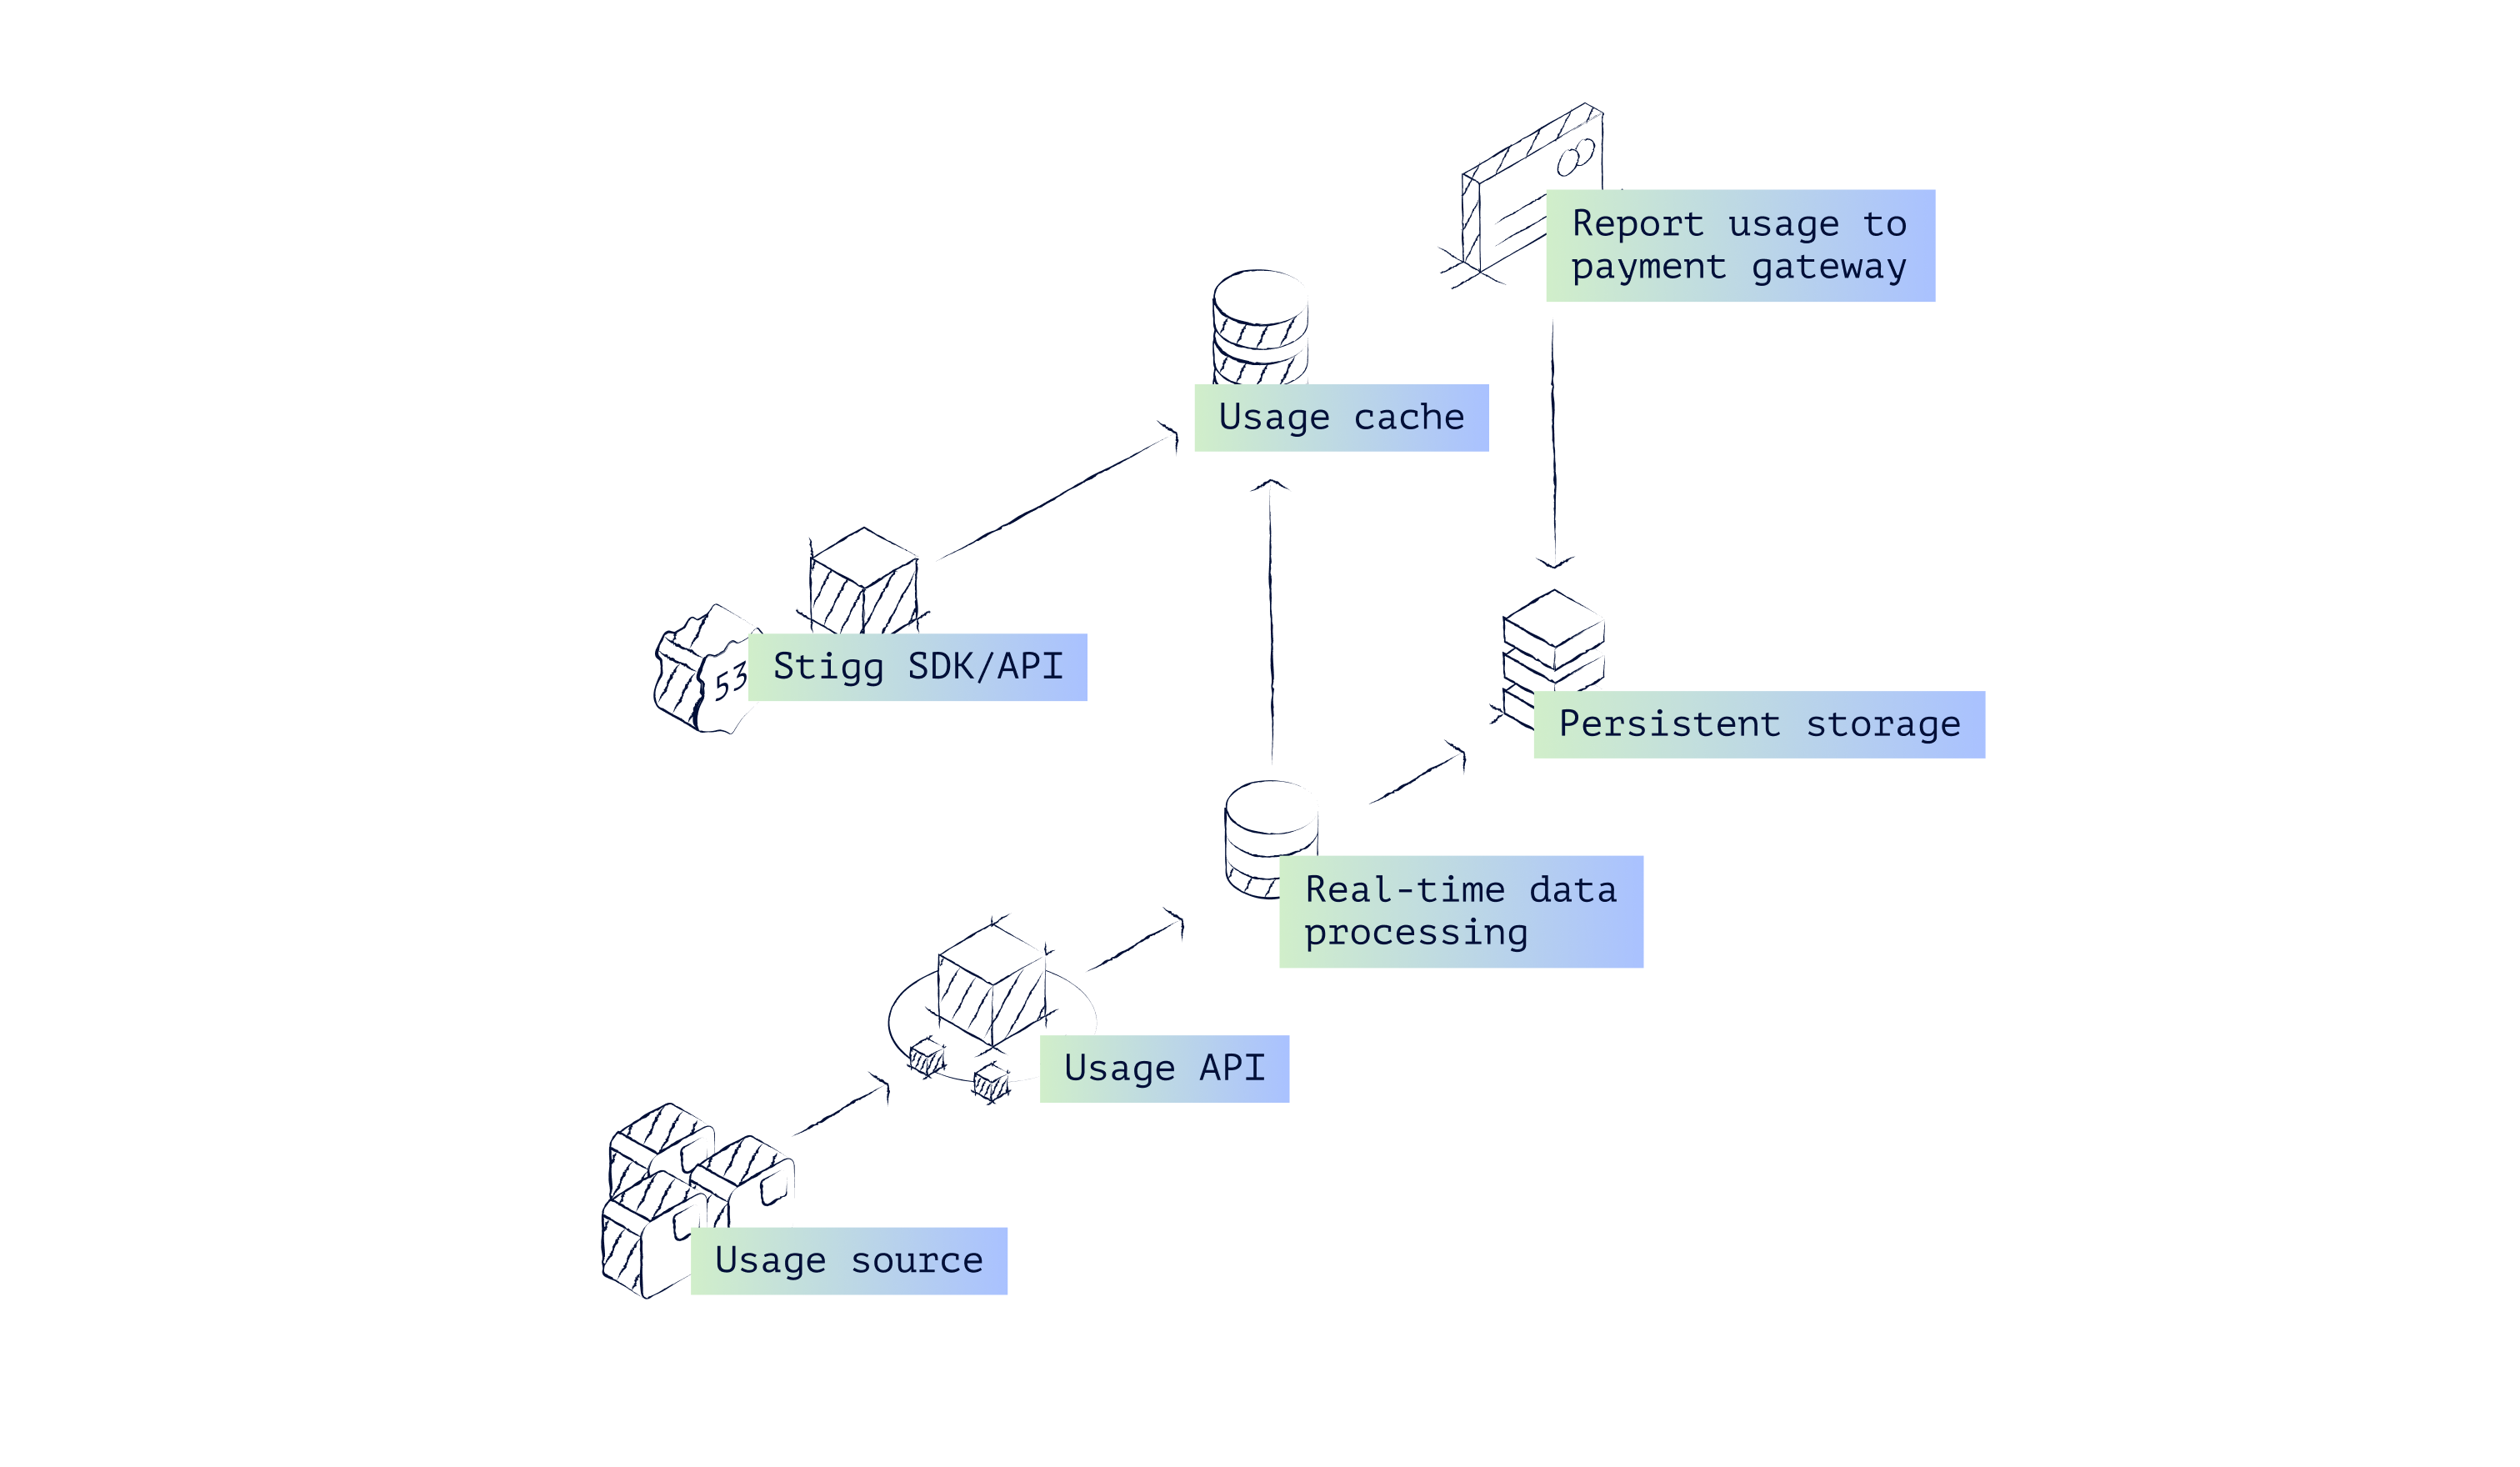 Report usage to
payment gateway
Usage cache
Stigg SDK/API
53
Persistent storage
Real-time data
processing
Usage API
Usage source